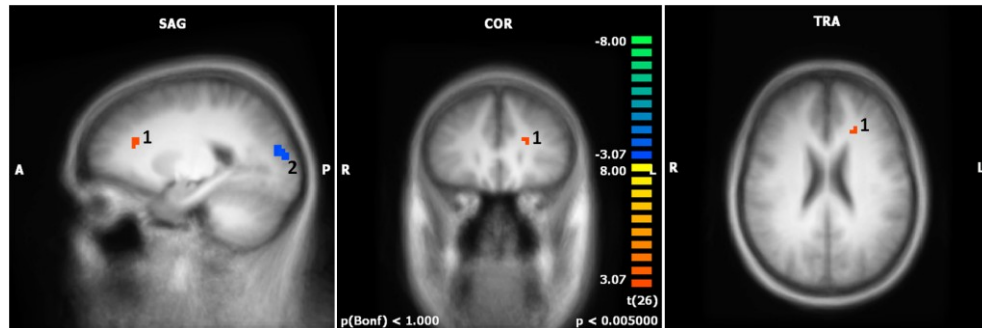 SAG
1
2
A
P
COR
-8.00
-3.07
8.00
3.07
t(26)
1
R
L
p(Bonf) < 1.000
p < 0.005000
TRA
1
R
L